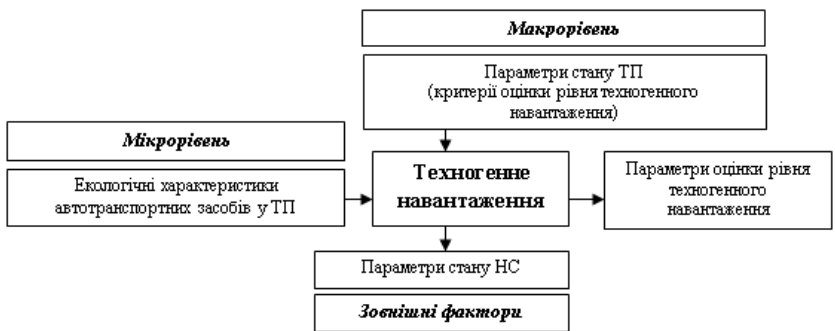 Макрорівень
Параметри стану ТП
(критерії оцінки рівня техногенного
навантаження)
Мікрорівень
Екологічні характеристики
автотранспортних засобів у ТП
Техногенне
навантаження
Параметри оцінки рівня
техногенного
навантаження
Параметри стану НС
Зовнішні фактори